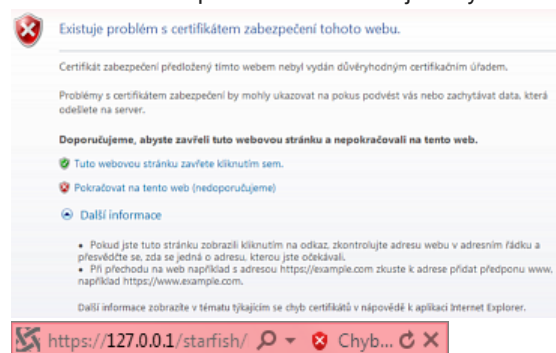 Existuje problém s certifikátem zabezpečení tohoto webu.
Certifikát zabezpečení předložený tímto webem nebyl vydán důvěryhodným certifikačním úřadem.
Problémy s certifikátem zabezpečení by mohly ukazovat na pokus podvést vás nebo zachytávat data, která
odešlete na server.
Doporučujeme, abyste zavřeli tuto webovou stránku a nepokračovali na tento web.
Tuto webovou stránku zavřete kliknutím sem.
Pokračovat na tento web (nedoporučujeme)
Další informace
• Pokud jste tuto stránku zobrazili kliknutím na odkaz, zkontrolujte adresu webu v adresním řádku a
přesvědčte se, zda se jedná o adresu, kterou jste očekávali.
• Při přechodu na web například s adresou https://example.com zkuste k adrese přidat předponu www,
například https://www.example.com.
Další informace zobrazíte v tématu týkajícím se chyb certifikátů v nápovědě k aplikaci Internet Explorer.
https://127.0.0.1/starfish/ Chyb...